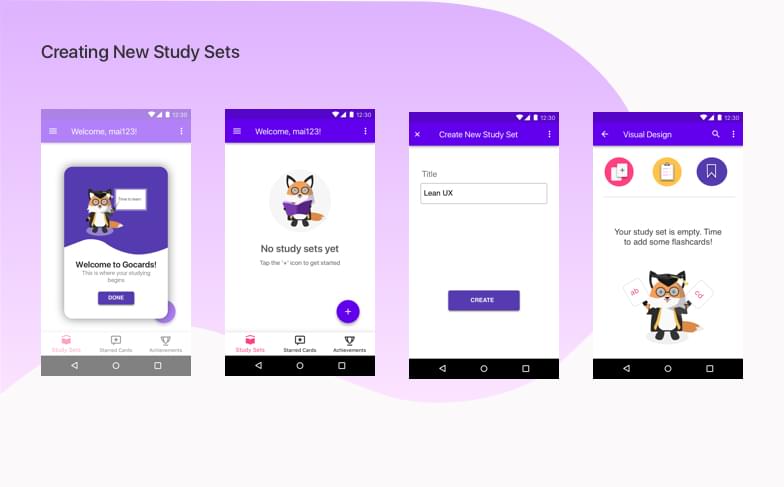 Creating New Study Sets
12:30
Welcome, mai123!
Time to learn!
Welcome to Gocards!
This is where your studying
begins.
DONE
Study Sets
Starred Cards
Achievements
12:30
Welcome, mai123!
No study sets yet
Tap the '+' icon to get started
+
Study Sets
Starred Cards
Achievements
12:30
Create New Study Set
Title
Lean UX
CREATE
12:30
Visual Design
Your study set is empty. Time
to add some flashcards!
ab
cd